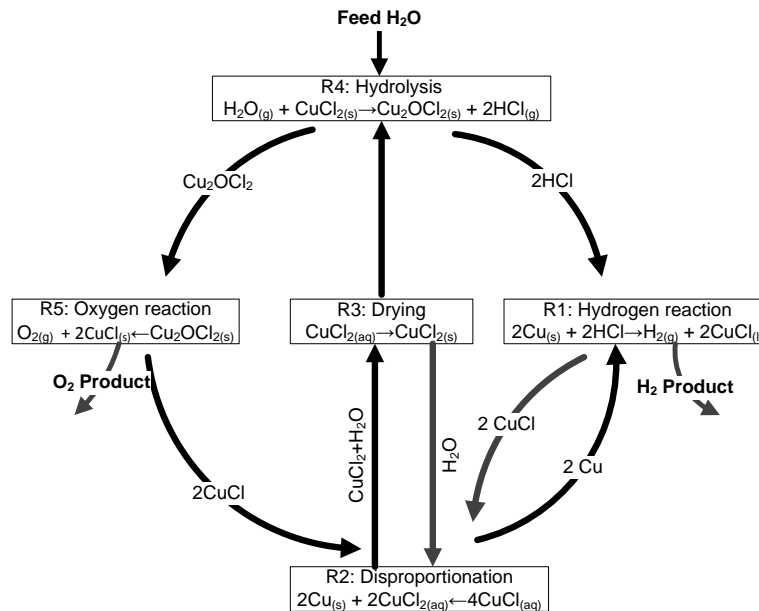 Feed H₂O
R4: Hydrolysis
H₂O(g) + CuCl₂(s)→Cu₂OCl₂(s) + 2HCl(g)
Cu₂OCl₂
2HCl
R5: Oxygen reaction
O₂(g) + 2CuCl(s)←Cu₂OCl₂(s)
R3: Drying
CuCl₂(aq)→CuCl₂(s)
R1: Hydrogen reaction
2Cu(s) + 2HCl→H₂(g) + 2CuCl(l
O₂ Product
H₂ Product
2 CuCl
CuCl₂+H₂O
H₂O
2 Cu
2CuCl
R2: Disproportionation
2Cu(s) + 2CuCl₂(aq)←4CuCl(aq)